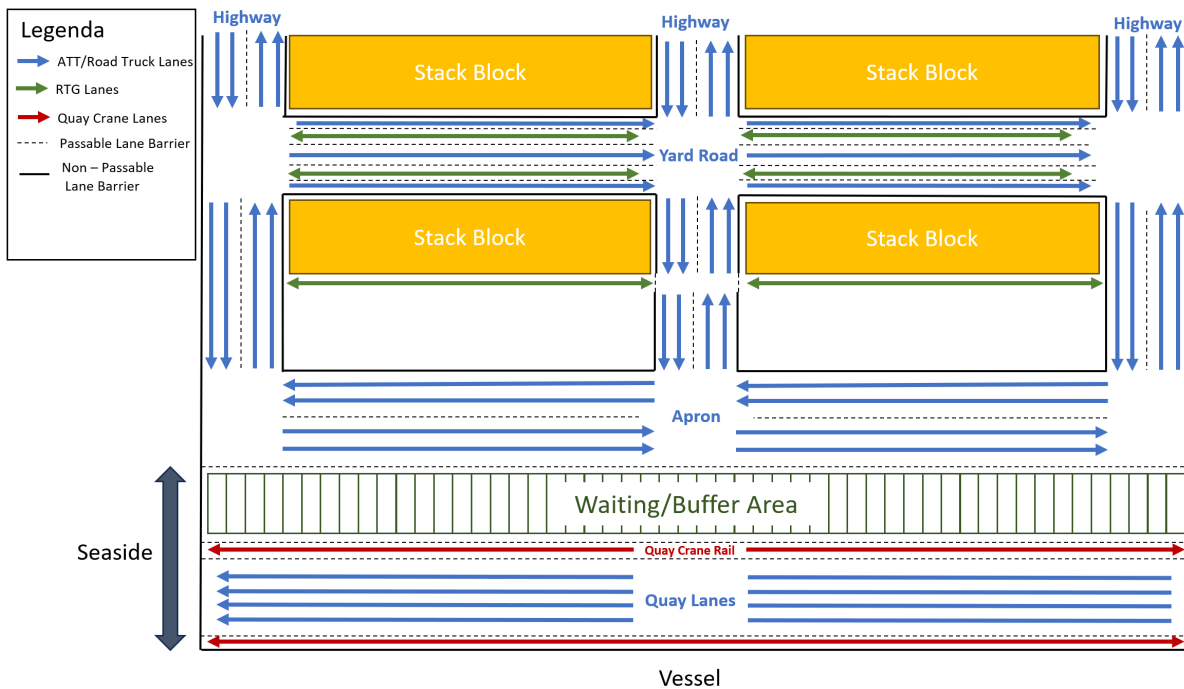 Legenda
ATT/Road Truck Lanes
RTG Lanes
Quay Crane Lanes
Passable Lane Barrier
Non – Passable
Lane Barrier
Highway
Highway
Highway
Stack Block
Stack Block
Yard Road
Stack Block
Stack Block
Apron
Waiting/Buffer Area
Seaside
Quay Crane Rail
Quay Lanes
Vessel